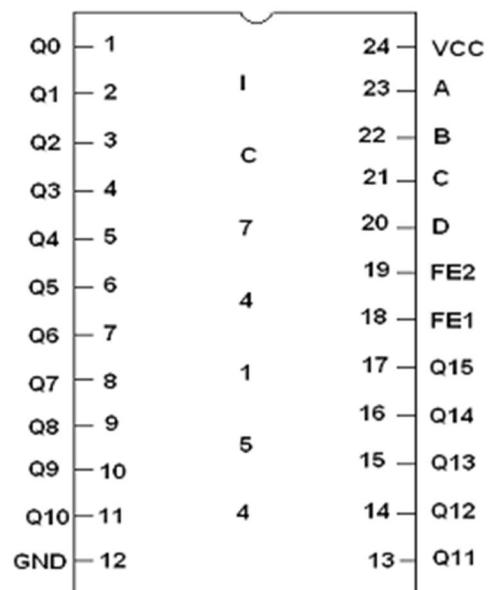 Q0 1 24 VCC
Q1 2 I 23 A
Q2 3 C 22 B
Q3 4 21 C
Q4 5 7 20 D
Q5 6 4 19 FE2
Q6 7 18 FE1
Q7 8 1 17 Q15
Q8 9 5 16 Q14
Q9 10 15 Q13
Q10 11 4 14 Q12
GND 12 13 Q11